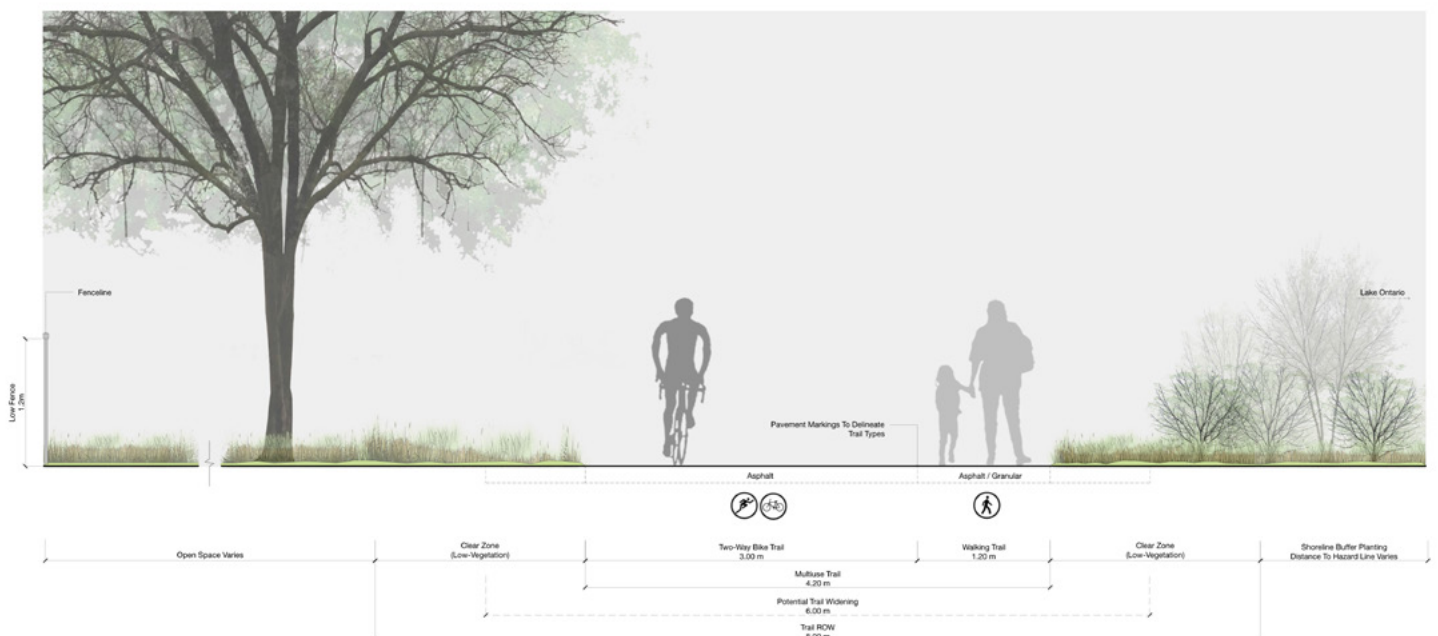 Fenceline
Lake Ontario
Low Fence
1.2m
Pavement Markings To Delineate
Trail Types
Asphalt
Asphalt / Granular
Open Space Varies
Clear Zone
(Low-Vegetation)
Two-Way Bike Trail
3.00 m
Walking Trail
1.20 m
Clear Zone
(Low-Vegetation)
Shoreline Buffer Planting
Distance To Hazard Line Varies
Multiuse Trail
4.20 m
Potential Trail Widening
6.00 m
Trail ROW